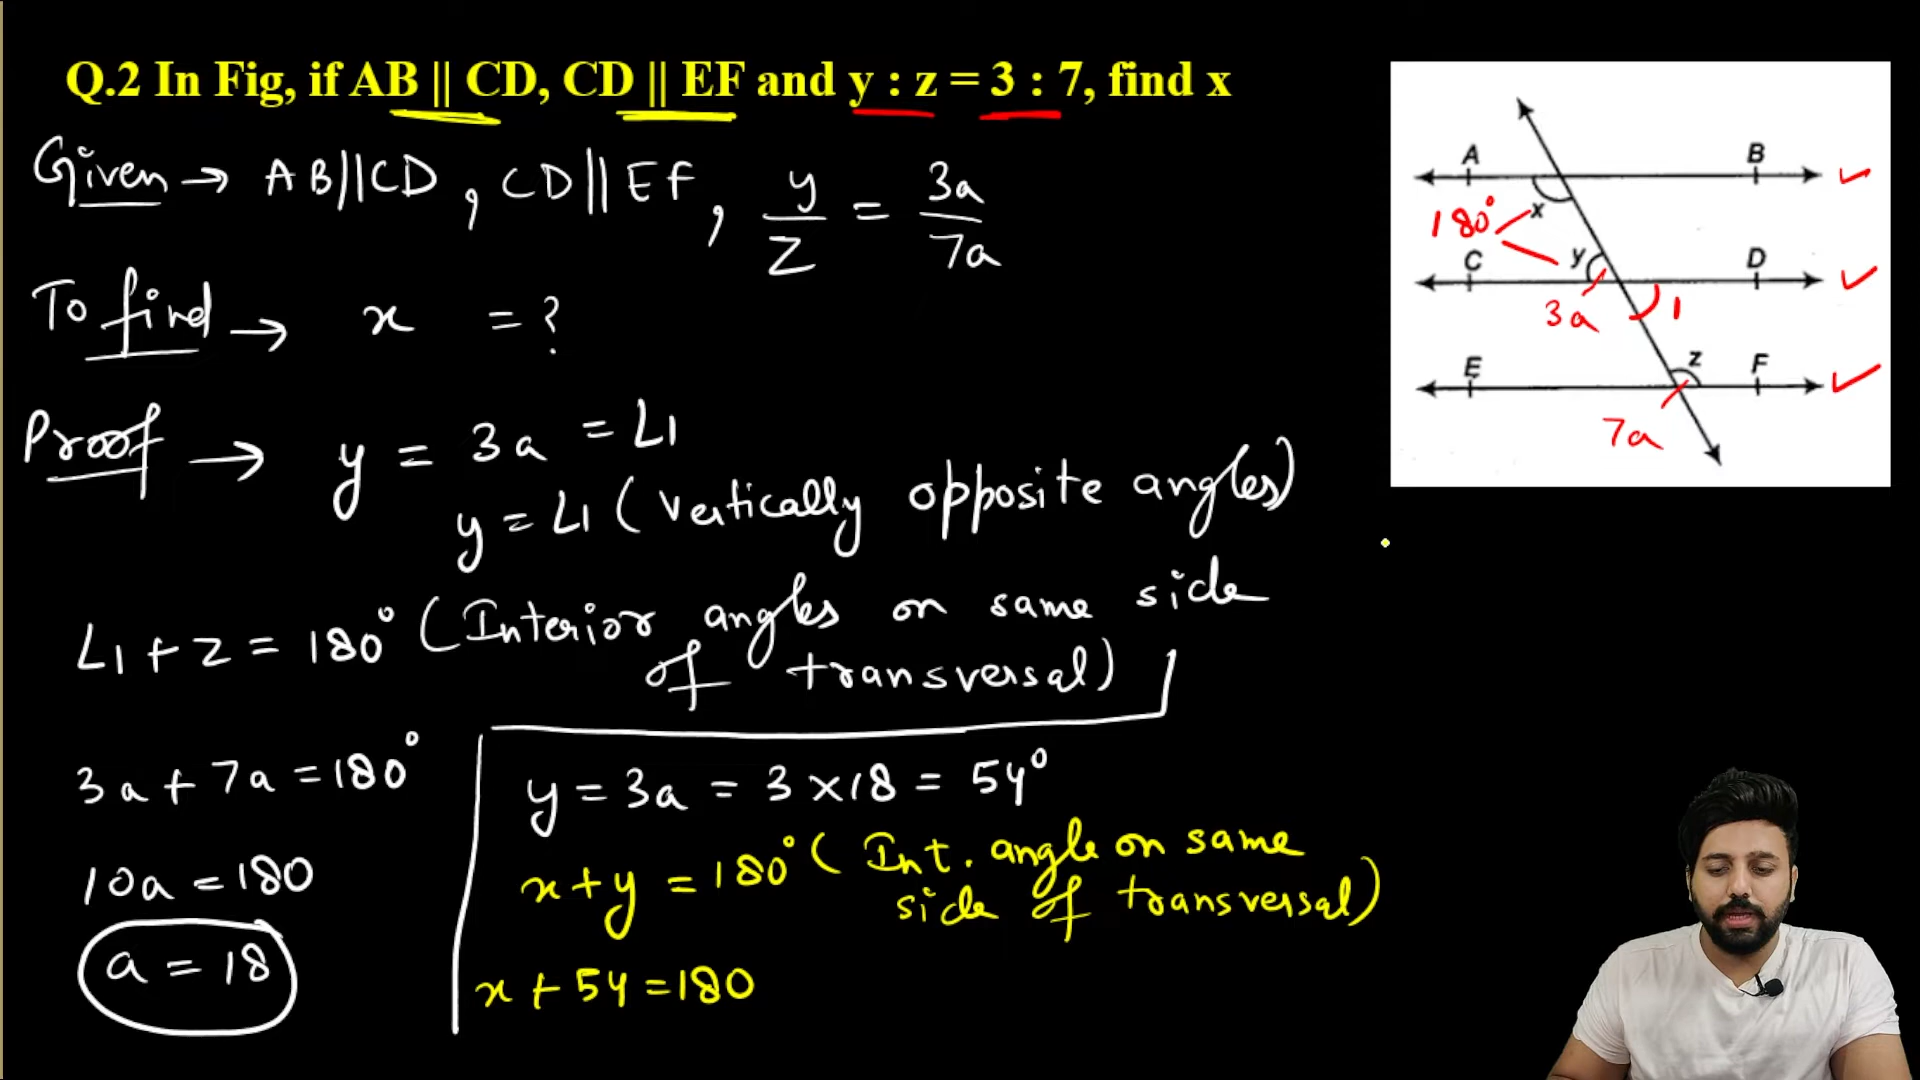 Q.2 In Fig, if AB || CD, CD || EF and y : z = 3 : 7, find x
Given → AB||CD , CD||EF , y/z = 3a/7a
To find → x = ?
Proof → y = 3a = ∠1
y = ∠1 (vertically opposite angles)
∠1 + z = 180° (Interior angles on same side
of transversal)
3a + 7a = 180°
10a = 180
a = 18
y = 3a = 3 × 18 = 54°
x + y = 180° (Int. angle on same
side of transversal)
x + 54 = 180
A B
180° x
C y D
3a 1
E z F
7a